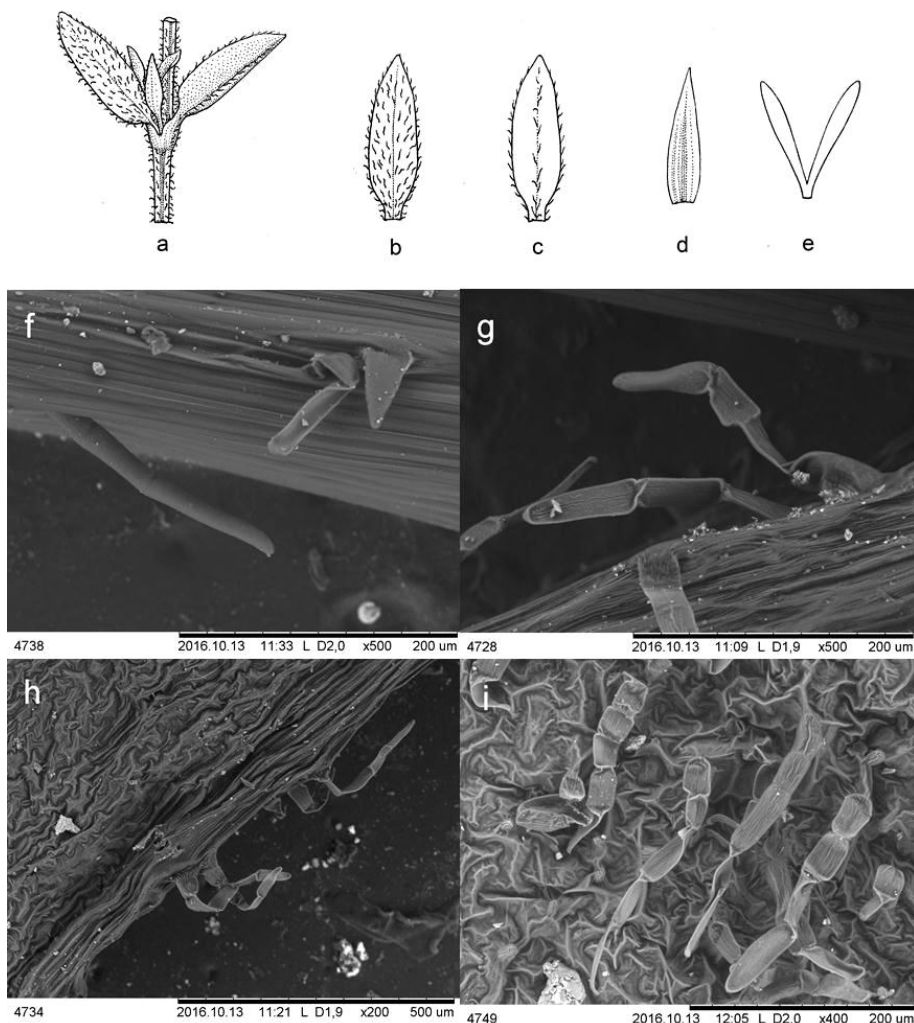 a
b
c
d
e
f
4738 2016.10.13 11:33 L D2,0 x500 200 um
g
4728 2016.10.13 11:09 L D1,9 x500 200 um
h
4734 2016.10.13 11:21 L D1,9 x200 500 um
i
4749 2016.10.13 12:05 L D2.0 x400 200 um